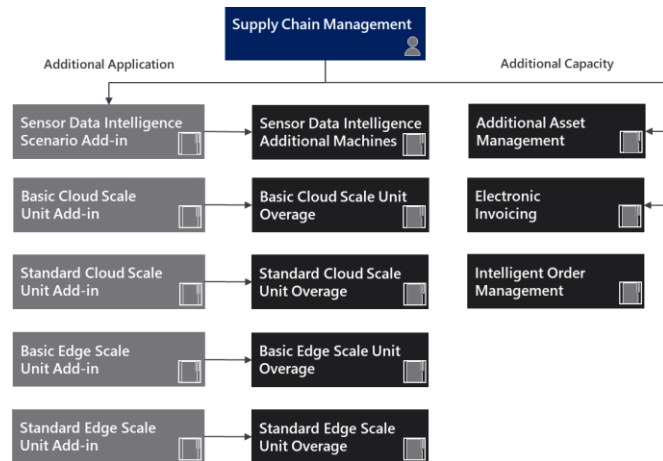 Supply Chain Management
Additional Application
Additional Capacity
Sensor Data Intelligence
Scenario Add-in
Sensor Data Intelligence
Additional Machines
Additional Asset
Management
Basic Cloud Scale
Unit Add-in
Basic Cloud Scale Unit
Overage
Electronic
Invoicing
Standard Cloud Scale
Unit Add-in
Standard Cloud Scale
Unit Overage
Intelligent Order
Management
Basic Edge Scale
Unit Add-in
Basic Edge Scale Unit
Overage
Standard Edge Scale
Unit Add-in
Standard Edge Scale
Unit Overage